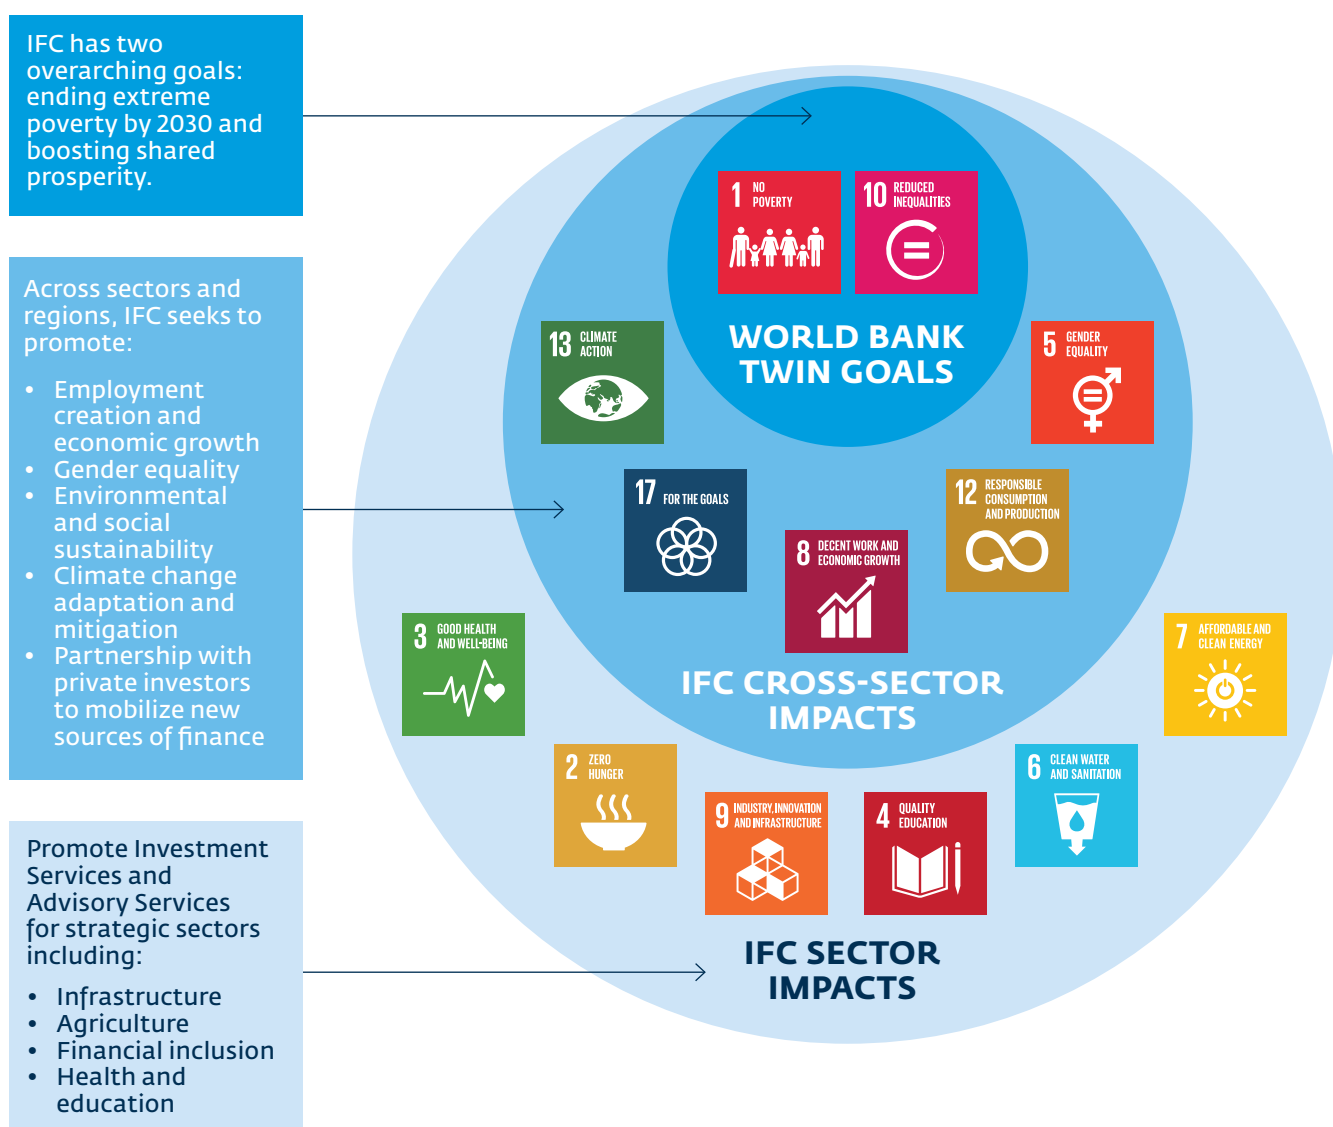 IFC has two
overarching goals:
ending extreme
poverty by 2030 and
boosting shared
prosperity.
Across sectors and
regions, IFC seeks to
promote:
• Employment
creation and
economic growth
• Gender equality
• Environmental
and social
sustainability
• Climate change
adaptation and
mitigation
• Partnership with
private investors
to mobilize new
sources of finance
Promote Investment
Services and
Advisory Services
for strategic sectors
including:
• Infrastructure
• Agriculture
• Financial inclusion
• Health and
education
1 NO
POVERTY
10 REDUCED
INEQUALITIES
WORLD BANK
TWIN GOALS
13 CLIMATE
ACTION
5 GENDER
EQUALITY
17 FOR THE GOALS
12 RESPONSIBLE
CONSUMPTION
AND PRODUCTION
8 DECENT WORK AND
ECONOMIC GROWTH
IFC CROSS-SECTOR
IMPACTS
3 GOOD HEALTH
AND WELL-BEING
7 AFFORDABLE AND
CLEAN ENERGY
2 ZERO
HUNGER
6 CLEAN WATER
AND SANITATION
9 INDUSTRY, INNOVATION
AND INFRASTRUCTURE
4 QUALITY
EDUCATION
IFC SECTOR
IMPACTS